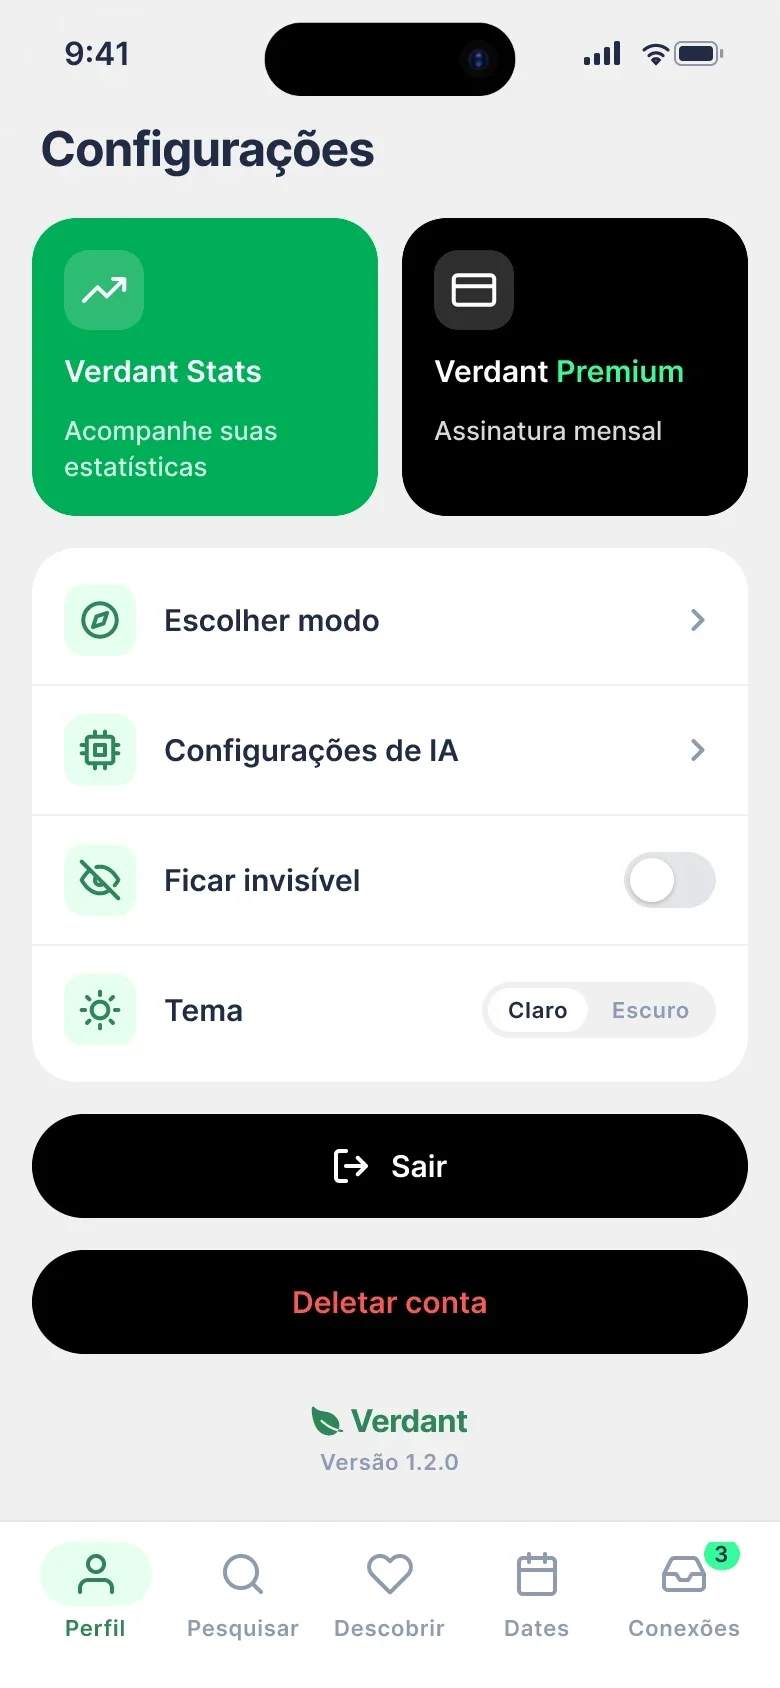 9:41
Configurações
Verdant Stats
Acompanhe suas
estatísticas
Verdant Premium
Assinatura mensal
Escolher modo
Configurações de IA
Ficar invisível
Tema
Claro
Escuro
Sair
Deletar conta
Verdant
Versão 1.2.0
3
Perfil
Pesquisar
Descobrir
Dates
Conexões